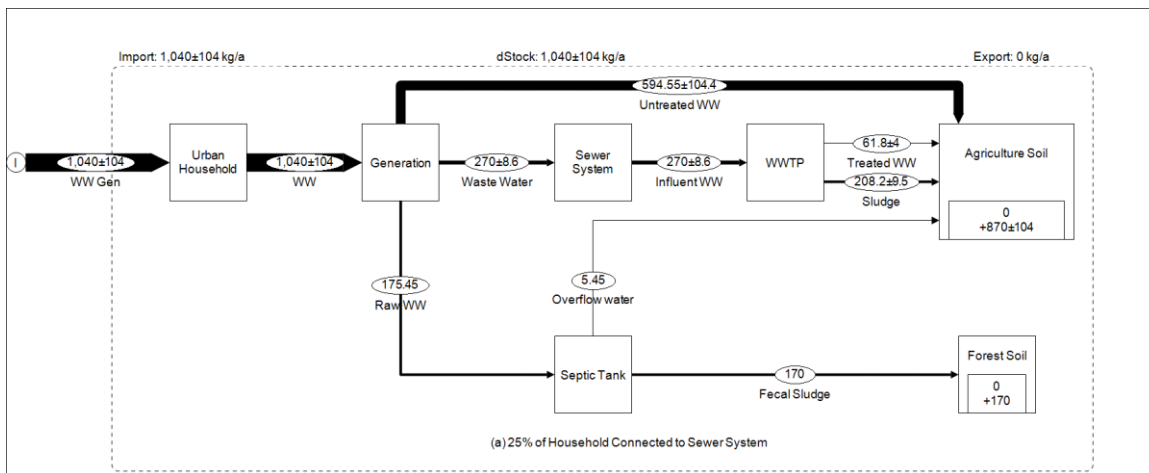 Import: 1,040±104 kg/a
dStock: 1,040±104 kg/a
Export: 0 kg/a
594.55±104.4
Untreated WW
I
1,040±104
WW Gen
Urban
Household
1,040±104
WW
Generation
270±8.6
Waste Water
Sewer
System
270±8.6
Influent WW
WWTP
61.8±4
Treated WW
208.2±9.5
Sludge
Agriculture Soil
0
+870±104
175.45
Raw WW
5.45
Overflow water
Septic Tank
170
Fecal Sludge
Forest Soil
0
+170
(a) 25% of Household Connected to Sewer System